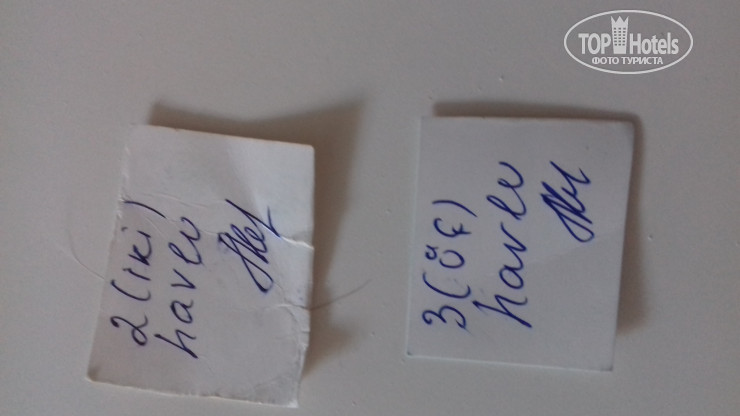 TOP Hotels
ФОТО ТУРИСТА
2 (iki)
havlu
3 (üç)
havlu